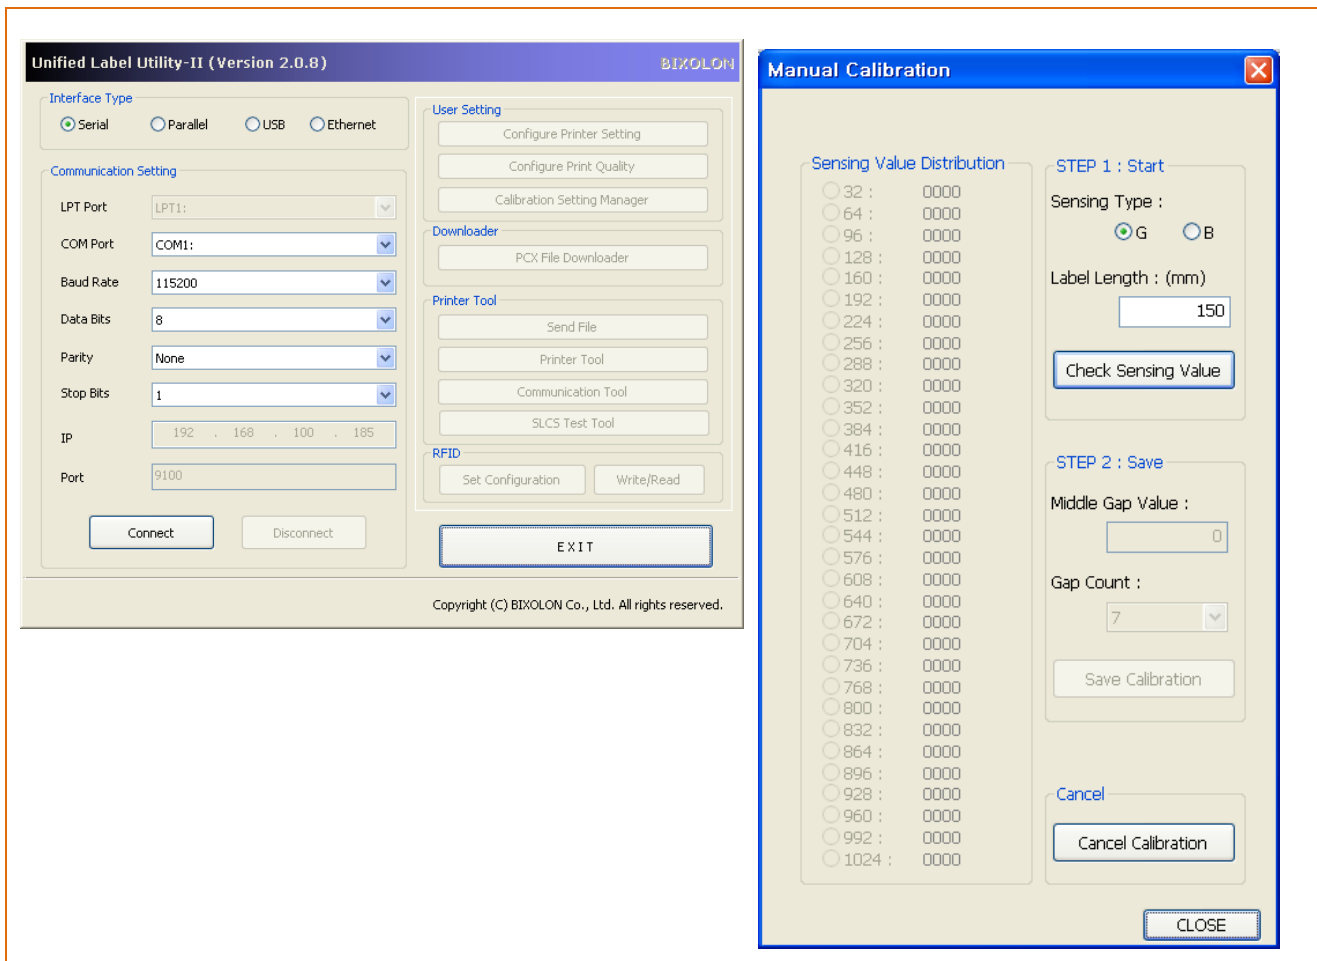 Unified Label Utility-II (Version 2.0.8)
BIXOLON
Interface Type
Serial
Parallel
USB
Ethernet
Communication Setting
LPT Port
LPT1:
COM Port
COM1:
Baud Rate
115200
Data Bits
8
Parity
None
Stop Bits
1
IP
192 . 168 . 100 . 185
Port
9100
Connect
Disconnect
User Setting
Configure Printer Setting
Configure Print Quality
Calibration Setting Manager
Downloader
PCX File Downloader
Printer Tool
Send File
Printer Tool
Communication Tool
SLCS Test Tool
RFID
Set Configuration
Write/Read
EXIT
Copyright (C) BIXOLON Co., Ltd. All rights reserved.
Manual Calibration
Sensing Value Distribution
32 : 0000
64 : 0000
96 : 0000
128 : 0000
160 : 0000
192 : 0000
224 : 0000
256 : 0000
288 : 0000
320 : 0000
352 : 0000
384 : 0000
416 : 0000
448 : 0000
480 : 0000
512 : 0000
544 : 0000
576 : 0000
608 : 0000
640 : 0000
672 : 0000
704 : 0000
736 : 0000
768 : 0000
800 : 0000
832 : 0000
864 : 0000
896 : 0000
928 : 0000
960 : 0000
992 : 0000
1024 : 0000
STEP 1 : Start
Sensing Type :
G
B
Label Length : (mm)
150
Check Sensing Value
STEP 2 : Save
Middle Gap Value :
0
Gap Count :
7
Save Calibration
Cancel
Cancel Calibration
CLOSE